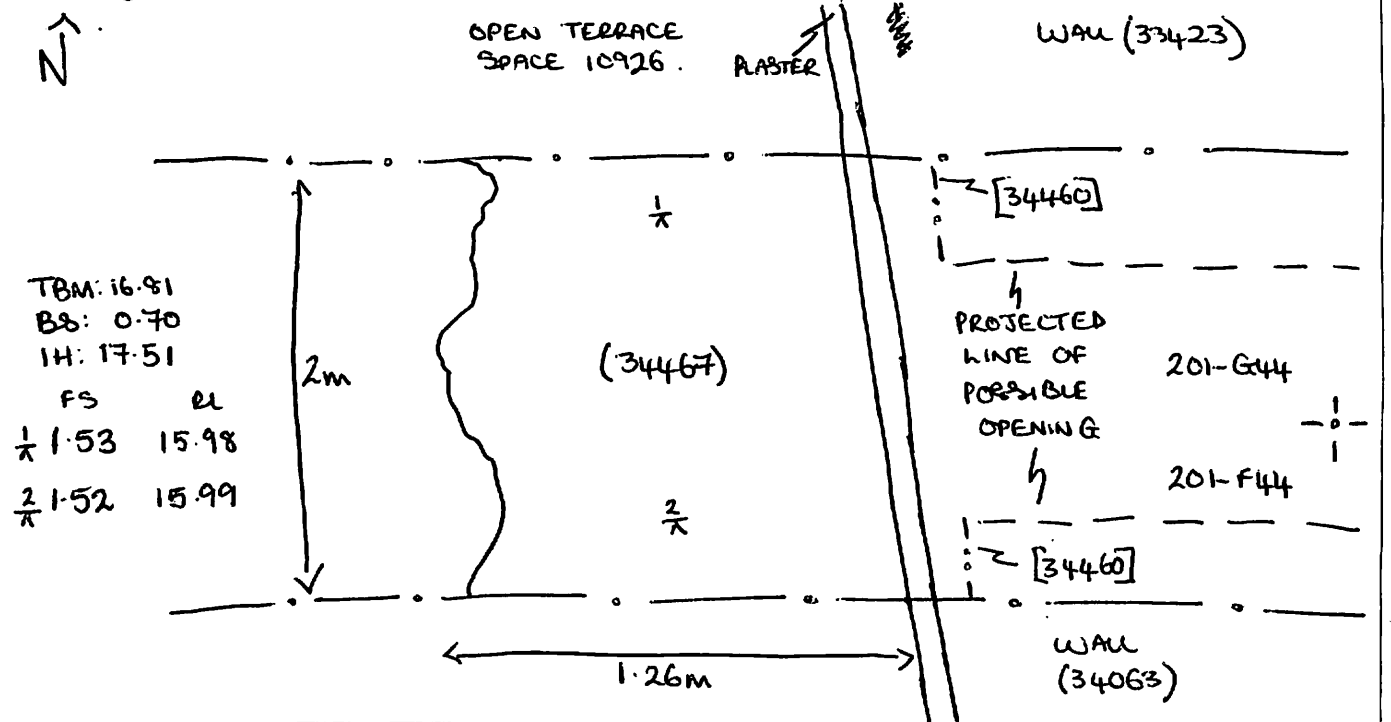 N
OPEN TERRACE
SPACE 10926.
PLASTER
WALL (33423)
[34460]
1
TBM: 16.81
BS: 0.70
IH: 17.51
FS RL
1 1.53 15.98
2 1.52 15.99
2m
(34467)
PROJECTED
LINE OF
POSSIBLE
OPENING
201-G44
201-F44
2
[34460]
1.26m
WALL
(34063)